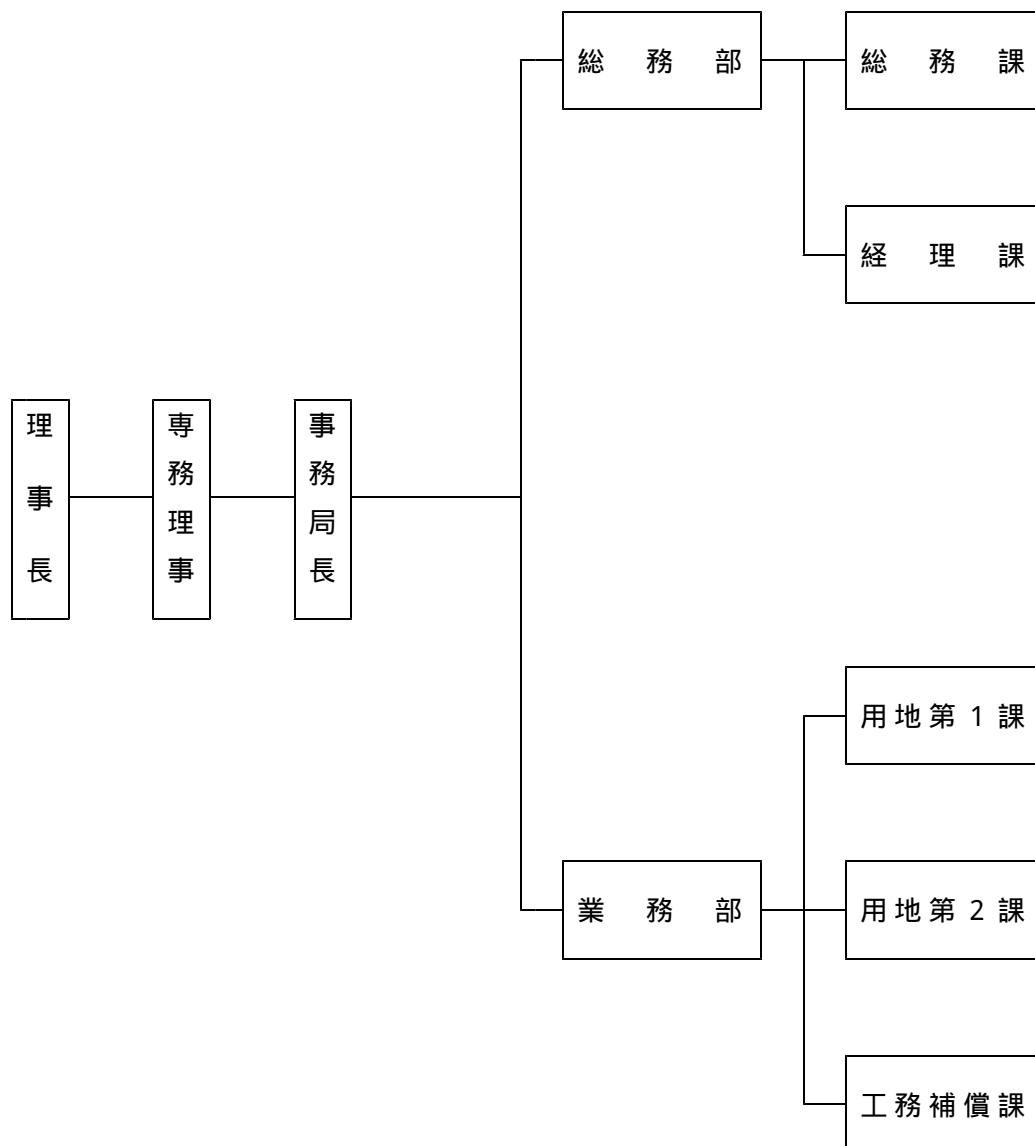 総務部
総務課
経理課
理事長
専務理事
事務局長
用地第1課
業務部
用地第2課
工務補償課